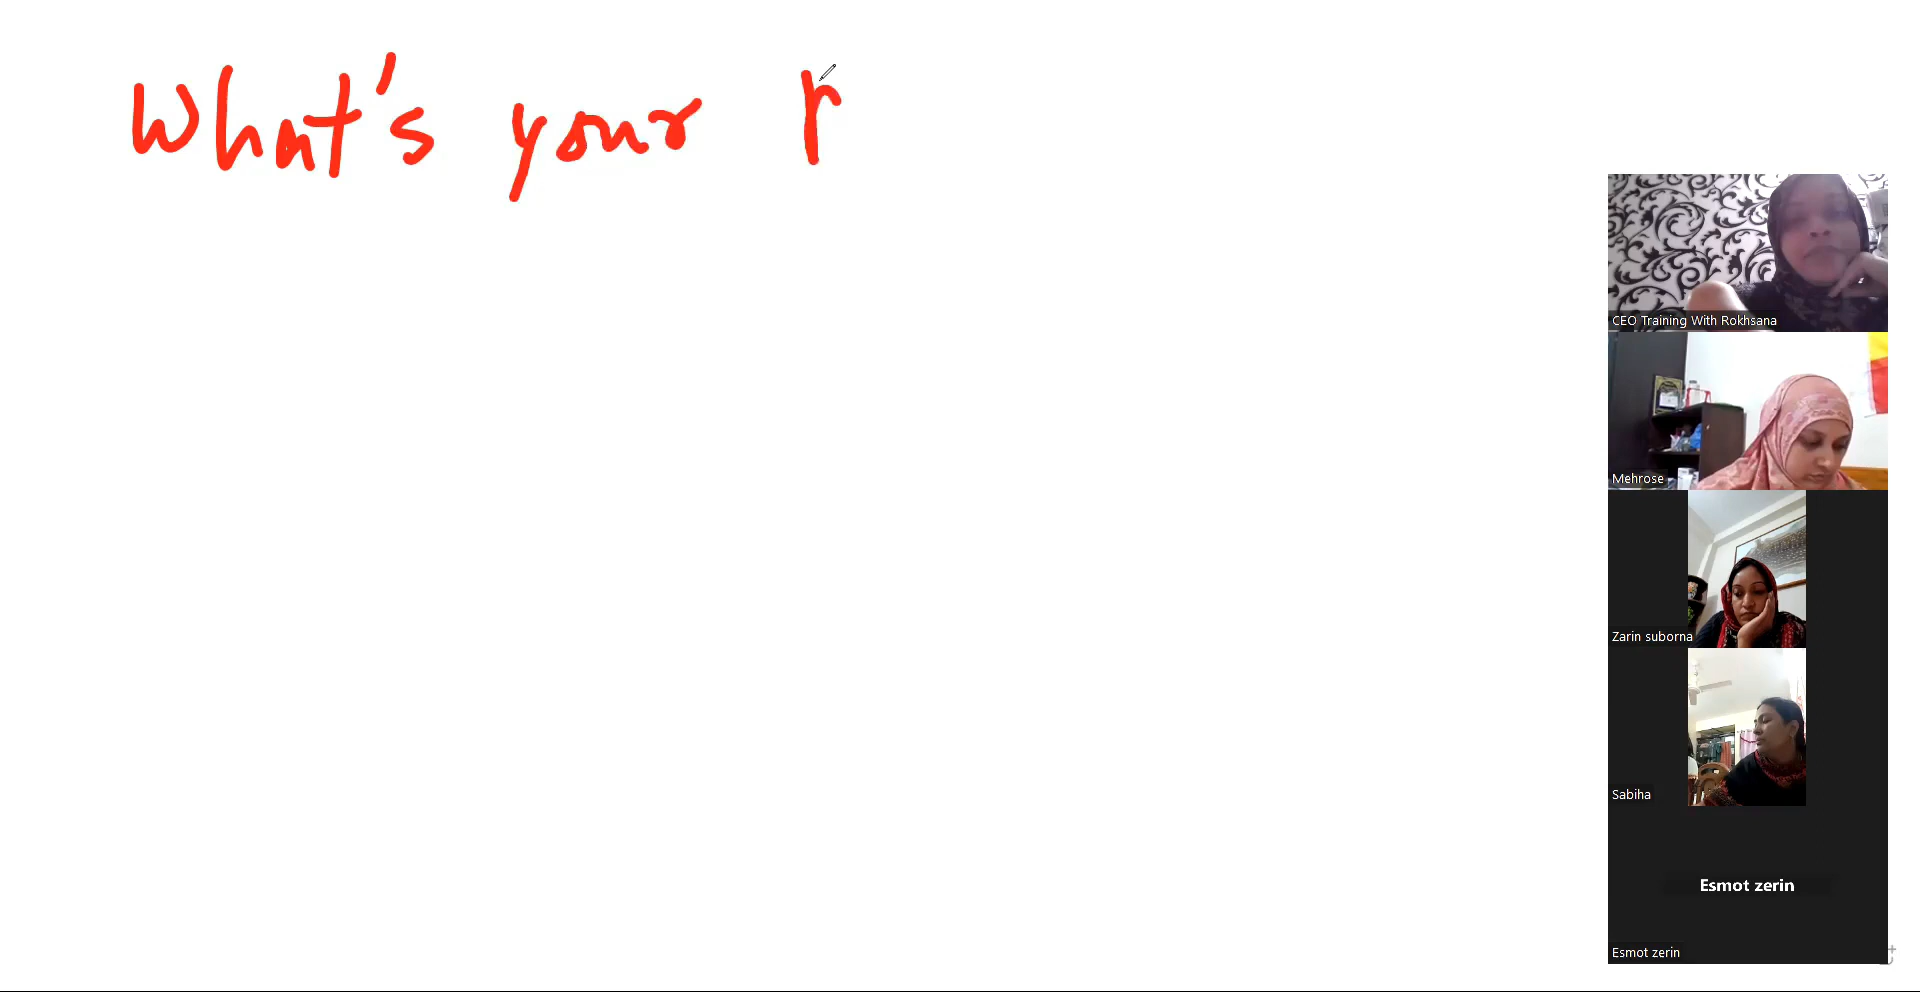 What's your
CEO Training With Rokhsana
Mehrose
Zarin suborna
Sabiha
Esmot zerin
Esmot zerin